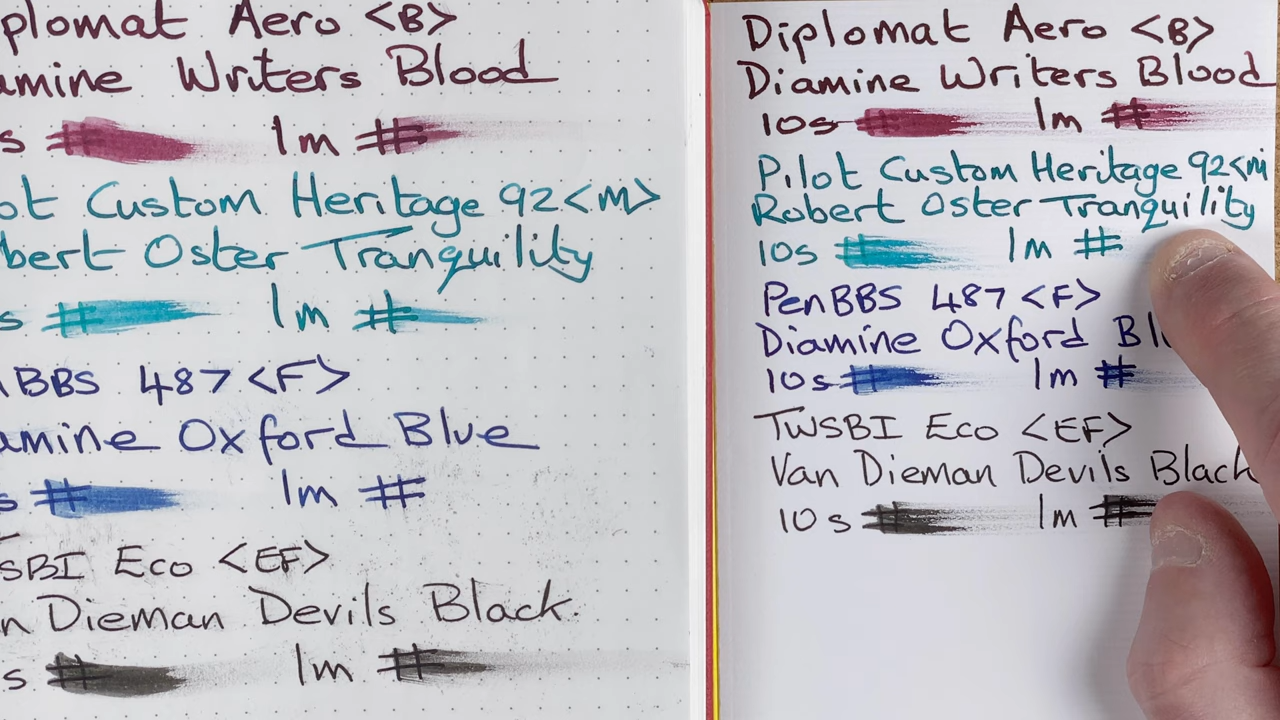 plomat Aero <B>
amine Writers Blood
s # 1m #
ot Custom Heritage 92 <M>
bert Oster Tranquility
s # 1m #
BBS 487 <F>
amine Oxford Blue
s # 1m #
SBI Eco <EF>
n Dieman Devils Black
s # 1m #
Diplomat Aero <B>
Diamine Writers Blood
10s # 1m #
Pilot Custom Heritage 92 <M
Robert Oster Tranquility
10s # 1m #
PenBBS 487 <F>
Diamine Oxford Bl
10s # 1m #
TWSBI Eco <EF>
Van Dieman Devils Black
10s # 1m #